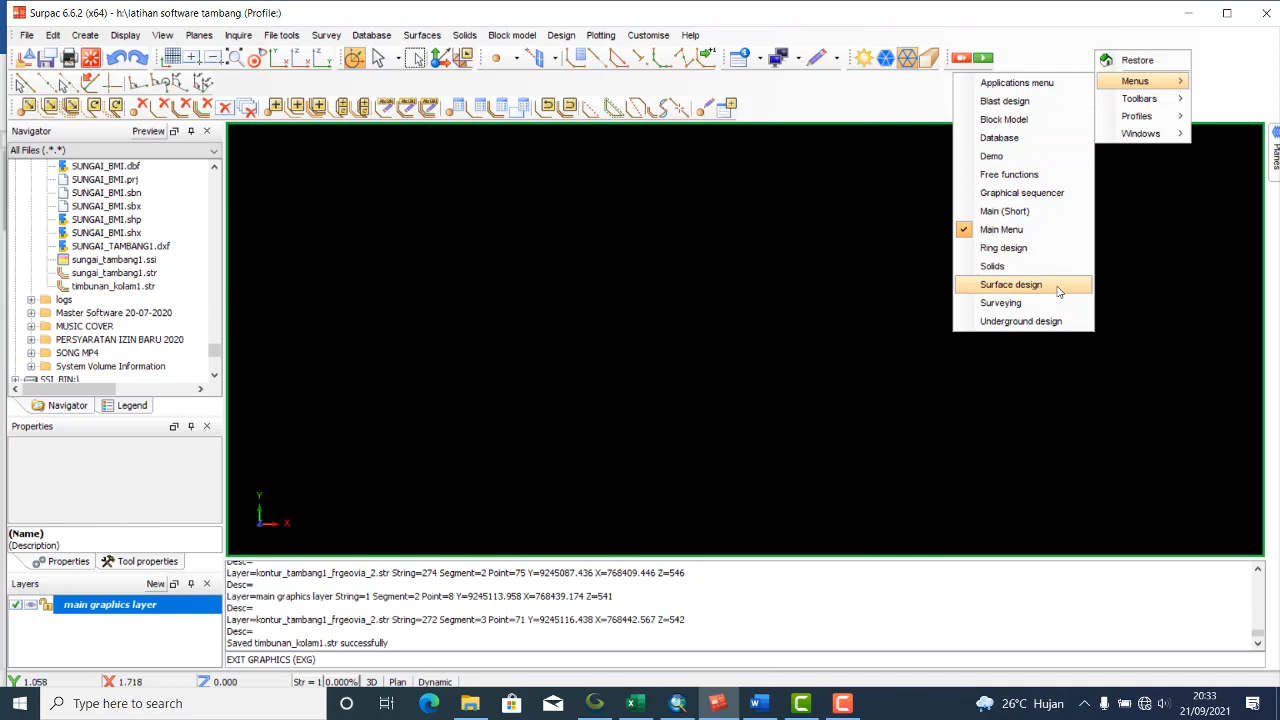 Surpac 6.6.2 (x64) - h:\latihan software tambang (Profile:)
File Edit Create Display View Planes Inquire File tools Survey Database Surfaces Solids Block model Design Plotting Customise Help
Restore
Menus
Toolbars
Profiles
Windows
Applications menu
Blast design
Block Model
Database
Demo
Free functions
Graphical sequencer
Main (Short)
Main Menu
Ring design
Solids
Surface design
Surveying
Underground design
Planes
Navigator Preview
All Files (*.*)
SUNGAI_BMI.dbf
SUNGAI_BMI.prj
SUNGAI_BMI.sbn
SUNGAI_BMI.sbx
SUNGAI_BMI.shp
SUNGAI_BMI.shx
SUNGAI_TAMBANG1.dxf
sungai_tambang1.ssi
sungai_tambang1.str
timbunan_kolam1.str
logs
Master Software 20-07-2020
MUSIC COVER
PERSYARATAN IZIN BARU 2020
SONG MP4
System Volume Information
SSI_BIN:\
Navigator Legend
Properties
(Name)
(Description)
Properties Tool properties
Layers New
main graphics layer
Y
X
Desc=
Layer=kontur_tambang1_frgeovia_2.str String=274 Segment=2 Point=75 Y=9245087.436 X=768409.446 Z=546
Desc=
Layer=main graphics layer String=1 Segment=2 Point=8 Y=9245113.958 X=768439.174 Z=541
Desc=
Layer=kontur_tambang1_frgeovia_2.str String=272 Segment=3 Point=71 Y=9245116.438 X=768442.567 Z=542
Desc=
Saved timbunan_kolam1.str successfully
EXIT GRAPHICS (EXG)
Y 1.058 X 1.718 Z 0.000 Str = 1 0.000% 3D Plan Dynamic
Type here to search
26°C Hujan
20:33
21/09/2021